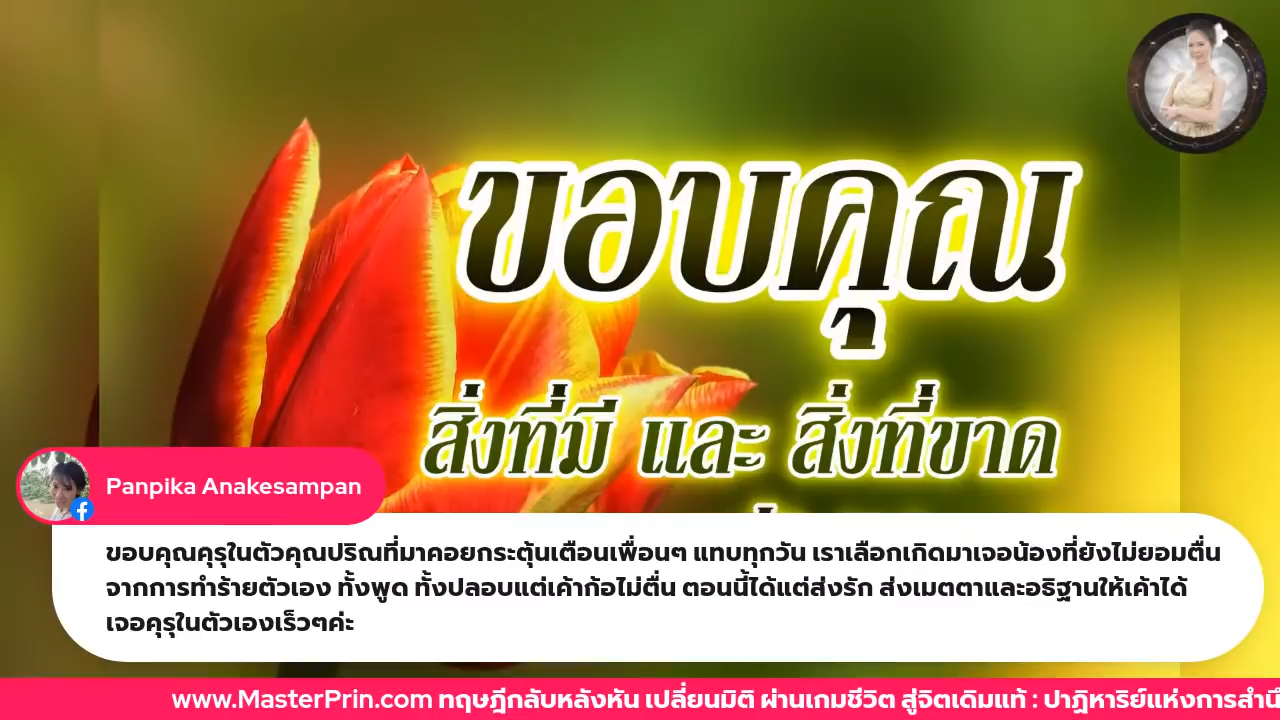 ขอบคุณ
สิ่งที่มี และ สิ่งที่ขาด
Panpika Anakesampan
ขอบคุณคุรุในตัวคุณปริณที่มาคอยกระตุ้นเตือนเพื่อนๆ แทบทุกวัน เราเลือกเกิดมาเจอน้องที่ยังไม่ยอมตื่น
จากการทำร้ายตัวเอง ทั้งพูด ทั้งปลอบแต่เค้าก้อไม่ตื่น ตอนนี้ได้แต่ส่งรัก ส่งเมตตาและอธิฐานให้เค้าได้
เจอคุรุในตัวเองเร็วๆค่ะ
www.MasterPrin.com ทฤษฎีกลับหลังหัน เปลี่ยนมิติ ผ่านเกมชีวิต สู่จิตเดิมแท้ : ปาฏิหาริย์แห่งการ